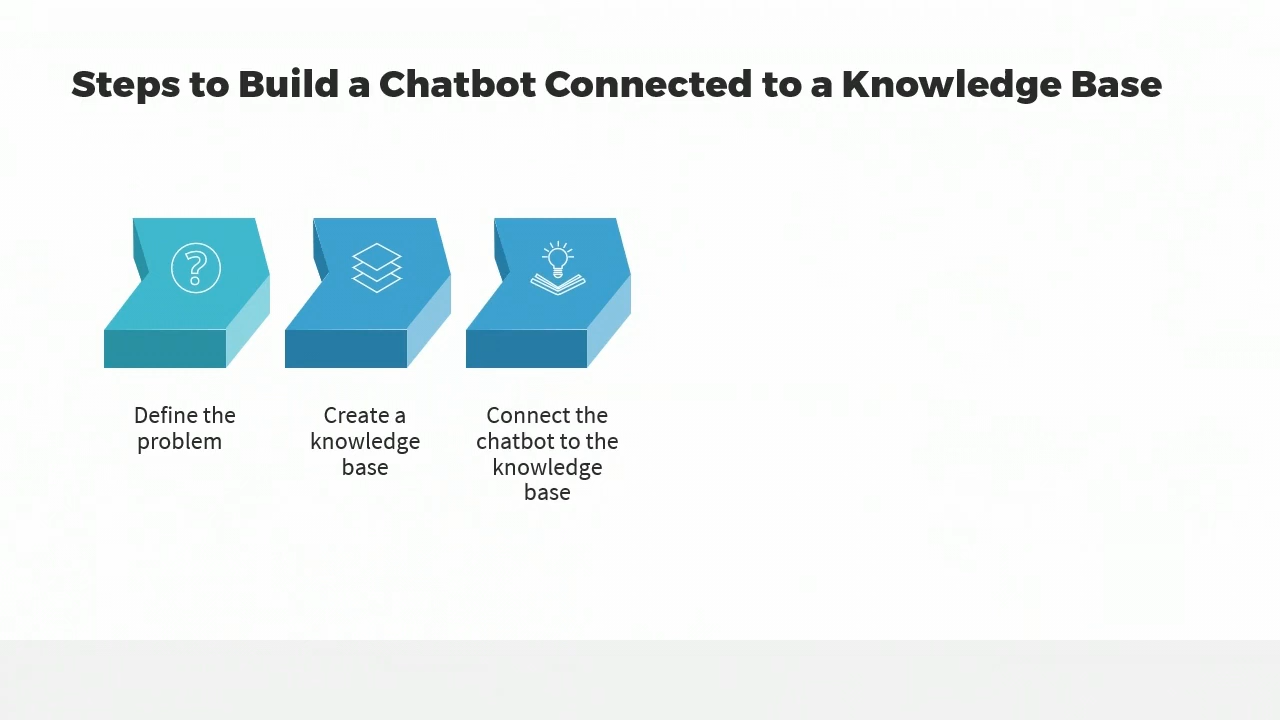 Steps to Build a Chatbot Connected to a Knowledge Base
Define the
problem
Create a
knowledge
base
Connect the
chatbot to the
knowledge
base